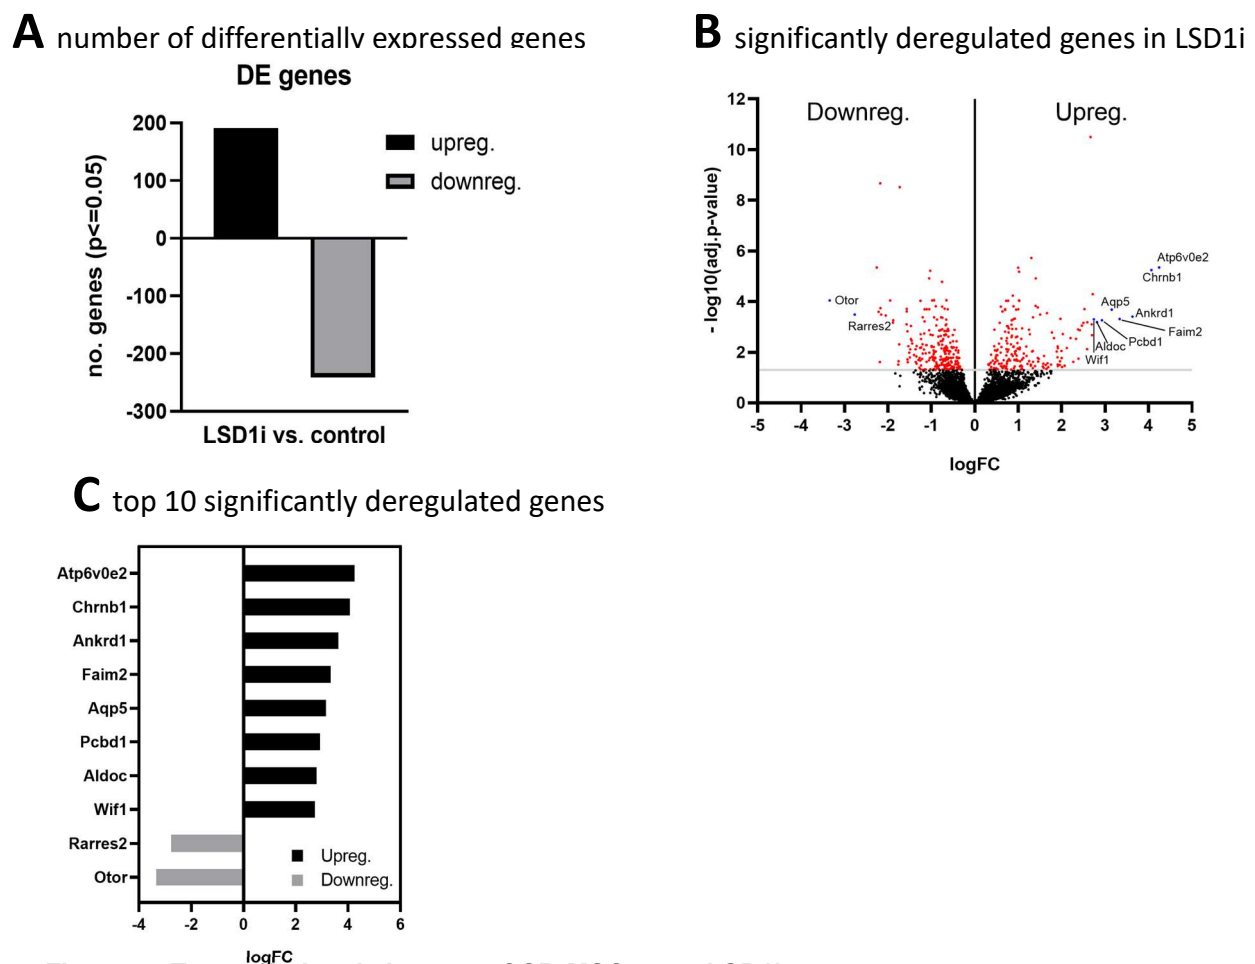 A number of differentially expressed genes
DE genes
200
100
0
-100
-200
-300
no. genes (p<=0.05)
upreg.
downreg.
LSD1i vs. control
B significantly deregulated genes in LSD1i
12
10
8
6
4
2
0
- log10(adj.p-value)
Downreg.
Upreg.
Atp6v0e2
Chrnb1
Otor
Rarres2
Aqp5
Ankrd1
Faim2
Pcbd1
Aldoc
Wif1
-5 -4 -3 -2 -1 0 1 2 3 4 5
logFC
C top 10 significantly deregulated genes
Atp6v0e2
Chrnb1
Ankrd1
Faim2
Aqp5
Pcbd1
Aldoc
Wif1
Rarres2
Otor
Upreg.
Downreg.
-4 -2 0 2 4 6
logFC